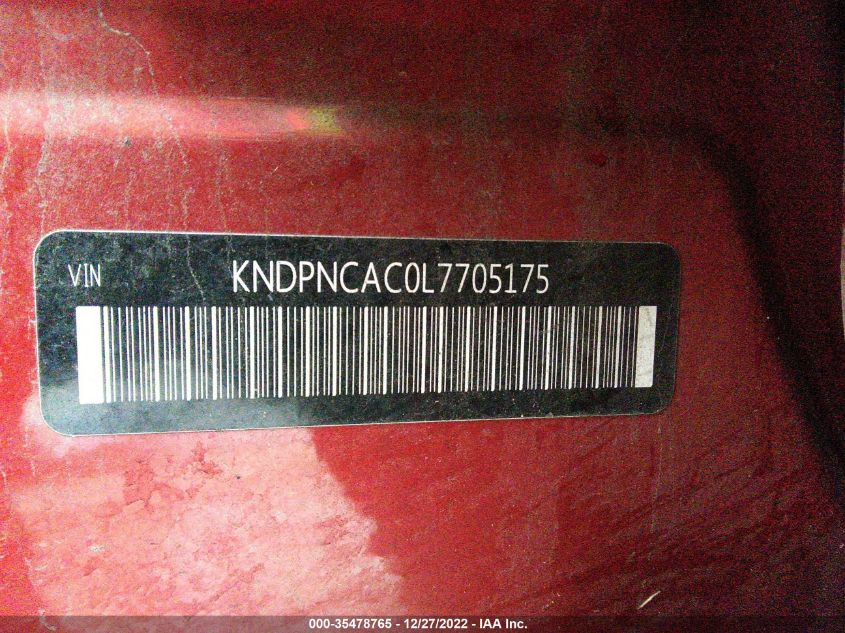 VIN KNDPNCAC0L7705175
000-35478765 - 12/27/2022 - IAA Inc.